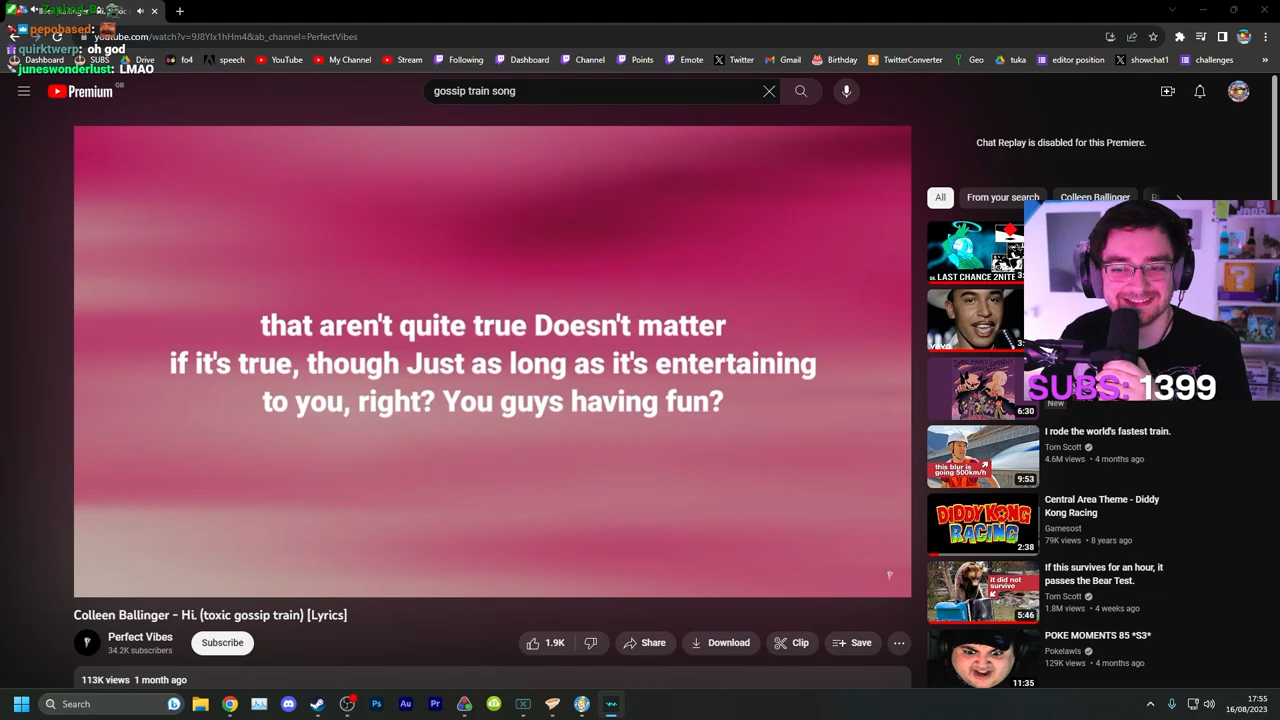 Zaphod_B
pepobased:
quirktwerp: oh god
juneswonderlust: LMAO
youtube.com/watch?v=9J8Ylx1hHm4&ab_channel=PerfectVibes
Dashboard
SUBS
Drive
fo4
speech
YouTube
My Channel
Stream
Following
Dashboard
Channel
Points
Emote
Twitter
Gmail
Birthday
TwitterConverter
Geo
tuka
editor position
showchat1
challenges
Premium
GB
gossip train song
Chat Replay is disabled for this Premiere.
All
From your search
Colleen Ballinger
that aren't quite true Doesn't matter
if it's true, though Just as long as it's entertaining
to you, right? You guys having fun?
LAST CHANCE 2NITE
SUBS: 1399
New
6:30
I rode the world's fastest train.
Tom Scott
4.6M views • 4 months ago
this blur is
going 500km/h
9:53
Central Area Theme - Diddy
Kong Racing
Gamesost
79K views • 8 years ago
DIDDY KONG
RACING
2:38
If this survives for an hour, it
passes the Bear Test.
Tom Scott
1.8M views • 4 weeks ago
it did not
survive
5:46
POKE MOMENTS 85 *S3*
Pokelawls
129K views • 4 months ago
11:35
Colleen Ballinger - Hi. (toxic gossip train) [Lyrics]
Perfect Vibes
34.2K subscribers
Subscribe
1.9K
Share
Download
Clip
Save
113K views 1 month ago
Search
Ps
Au
Pr
17:55
16/08/2023